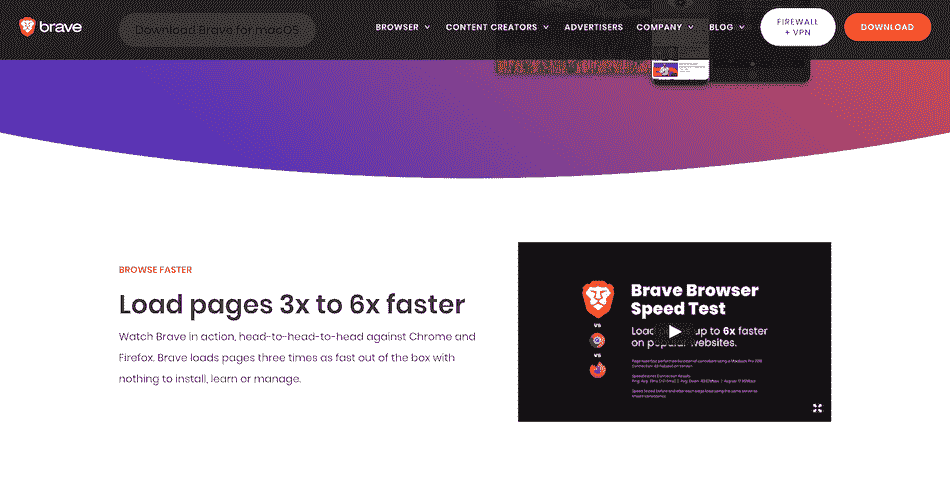 brave
Download Brave for macOS
BROWSER
CONTENT CREATORS
ADVERTISERS
COMPANY
BLOG
FIREWALL
+ VPN
DOWNLOAD
BROWSE FASTER
Load pages 3x to 6x faster
Watch Brave in action, head-to-head-to-head against Chrome and
Firefox. Brave loads pages three times as fast out of the box with
nothing to install, learn or manage.
Brave Browser
Speed Test
vs
vs
up to 6x faster
on popular websites.